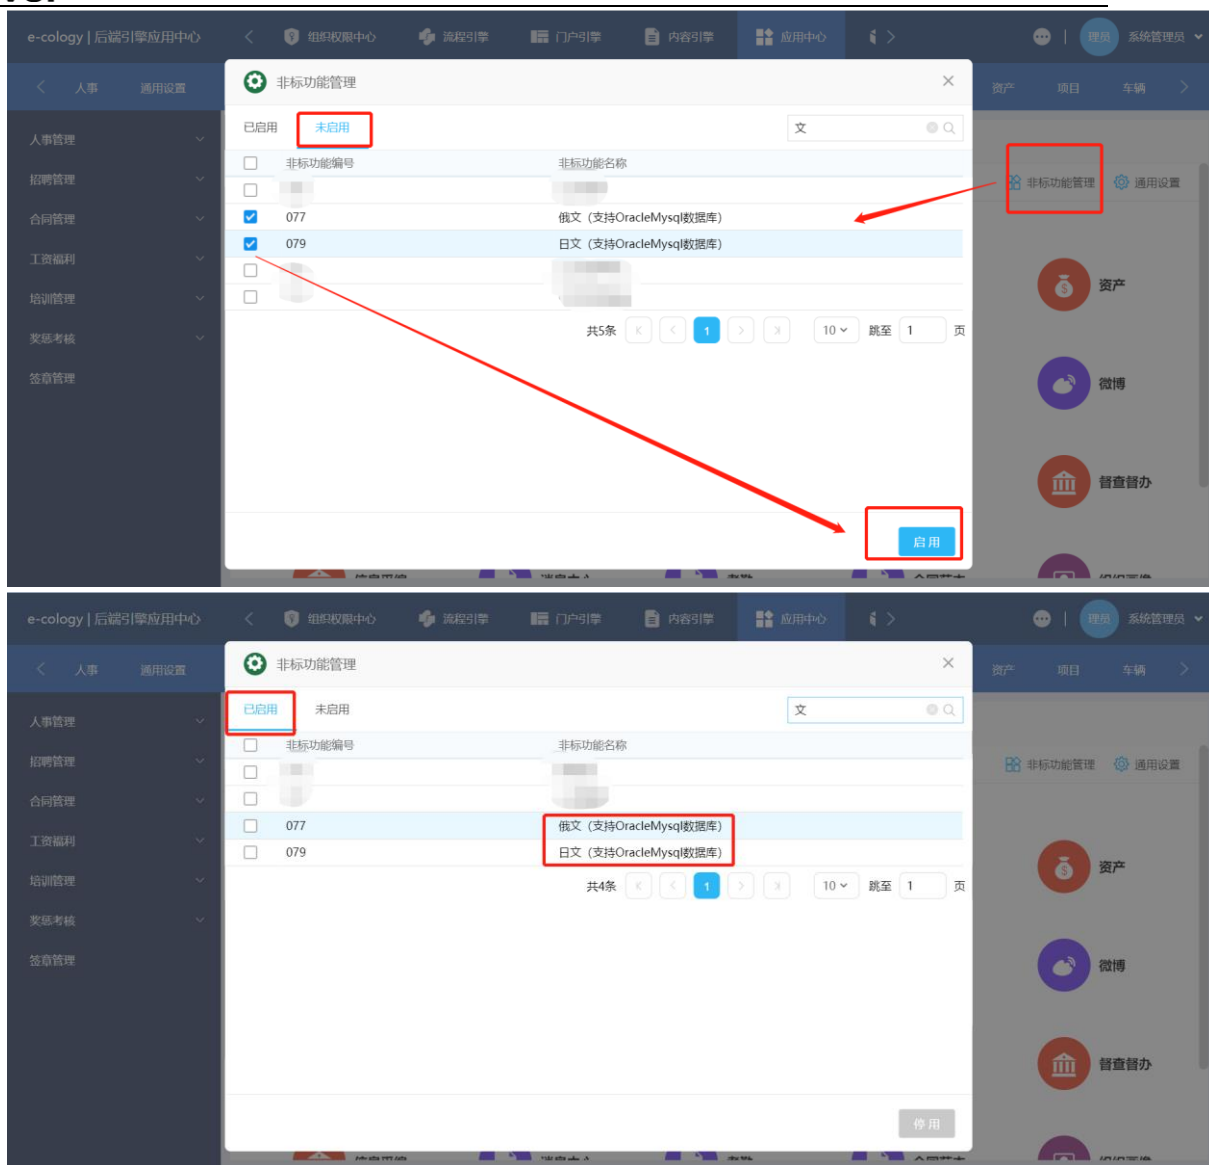 e-cology | 后端引擎应用中心 组织权限中心 流程引擎 门户引擎 内容引擎 应用中心 理员 系统管理员
人事 通用设置 非标功能管理 资产 项目 车辆
已启用 未启用 文
人事管理
非标功能编号 非标功能名称
招聘管理 非标功能管理 通用设置
合同管理 077 俄文（支持OracleMysql数据库）
079 日文（支持OracleMysql数据库）
工资福利
资产
培训管理
共5条 1 10 跳至 1 页
奖惩考核
签章管理 微博
督查督办
启用
e-cology | 后端引擎应用中心 组织权限中心 流程引擎 门户引擎 内容引擎 应用中心 理员 系统管理员
人事 通用设置 非标功能管理 资产 项目 车辆
已启用 未启用 文
人事管理
非标功能编号 非标功能名称
招聘管理 非标功能管理 通用设置
合同管理
077 俄文（支持OracleMysql数据库）
工资福利
079 日文（支持OracleMysql数据库）
资产
培训管理 共4条 1 10 跳至 1 页
奖惩考核
签章管理 微博
督查督办
停用